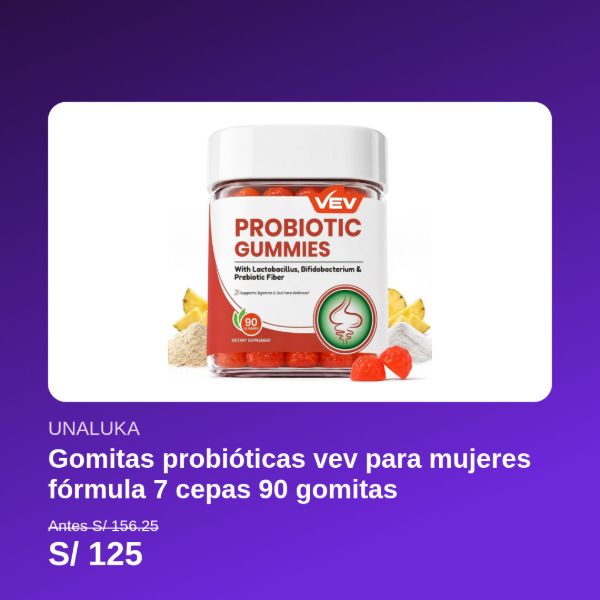 VEV
PROBIOTIC
GUMMIES
With Lactobacillus, Bifidobacterium &
Prebiotic Fiber
90
GUMMIES
DIETARY SUPPLEMENT
UNALUKA
Gomitas probióticas vev para mujeres
fórmula 7 cepas 90 gomitas
Antes S/ 156.25
S/ 125